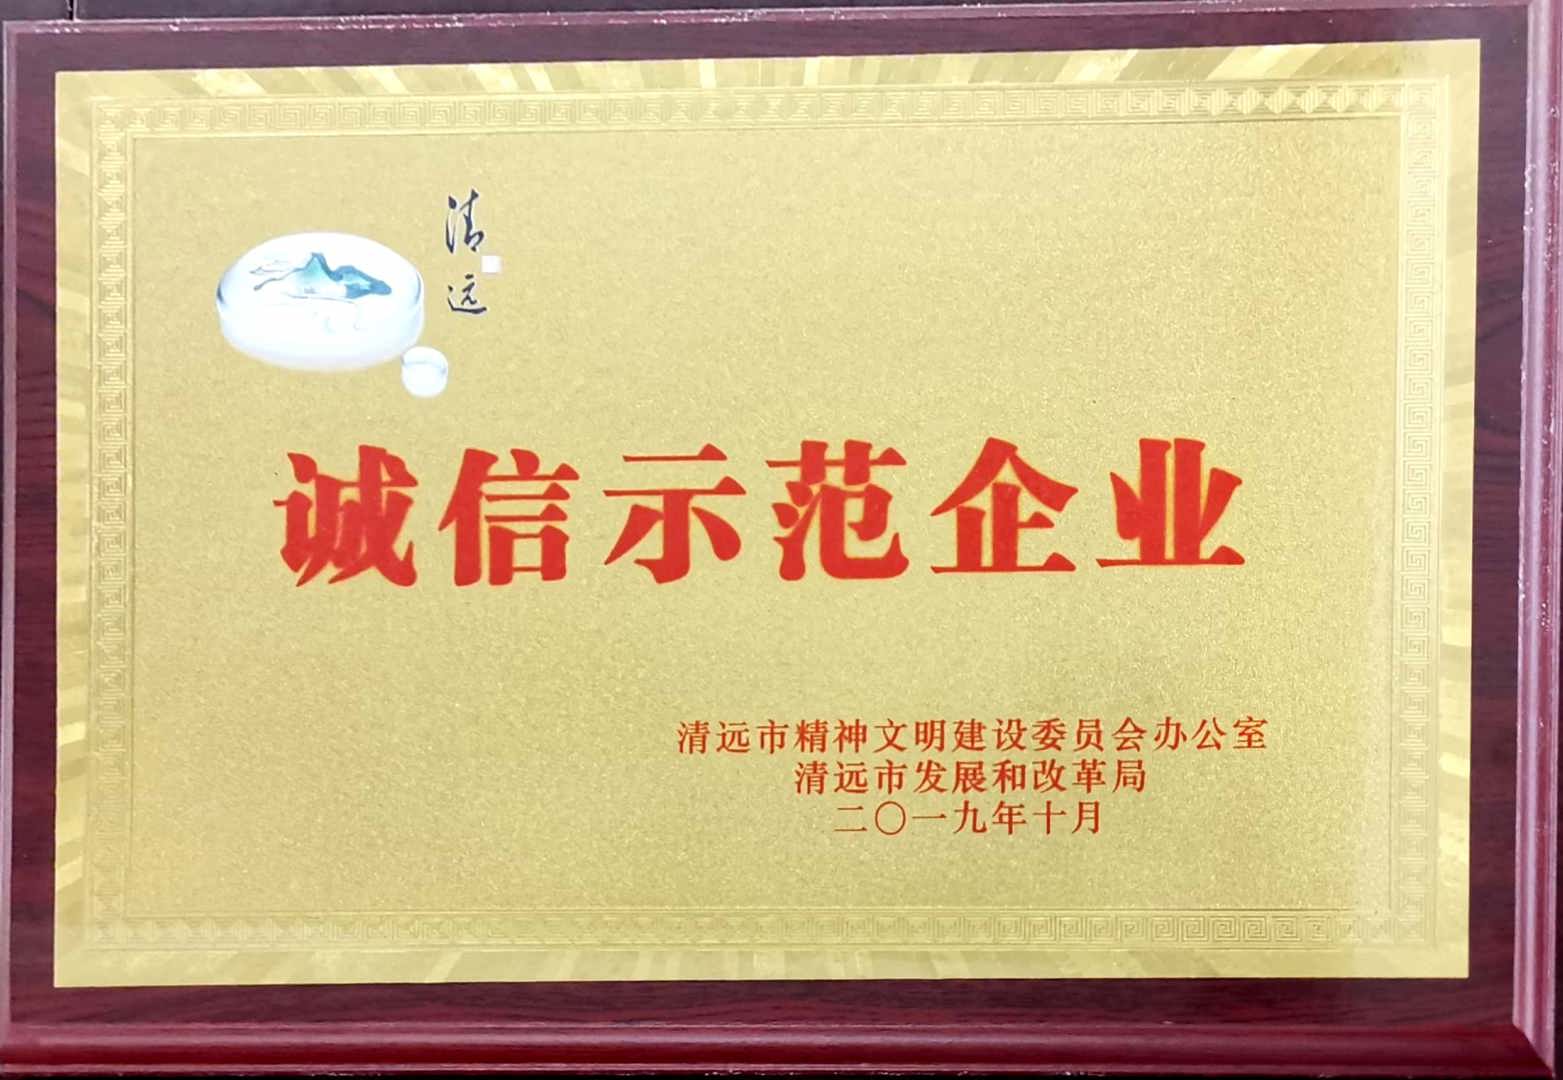 清远
诚信示范企业
清远市精神文明建设委员会办公室
清远市发展和改革局
二〇一九年十月